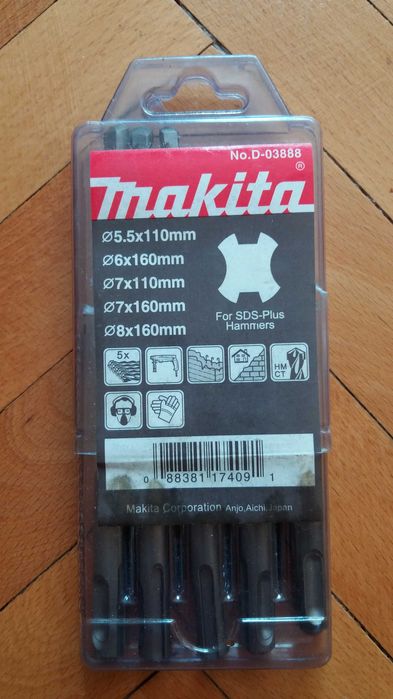 No.D-03888
makita®
Ø5.5x110mm
Ø6x160mm
Ø7x110mm
Ø7x160mm
Ø8x160mm
For SDS-Plus
Hammers
5x
HM
CT
0 88381 17409 1
Makita Corporation Anjo,Aichi,Japan